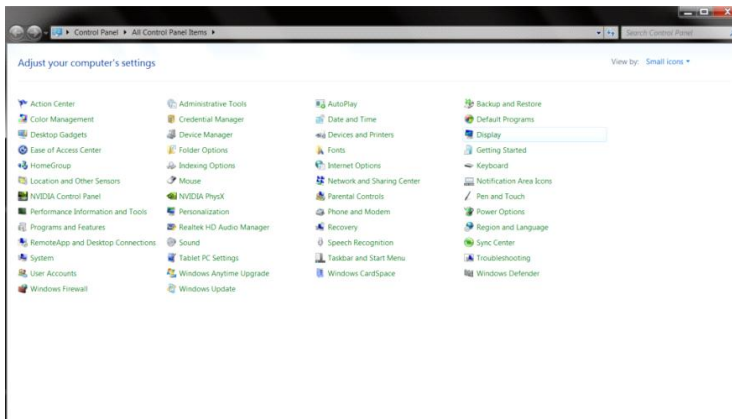 Control Panel ▸ All Control Panel Items ▸
Search Control Panel
Adjust your computer's settings
View by: Small icons
Action Center Administrative Tools AutoPlay Backup and Restore
Color Management Credential Manager Date and Time Default Programs
Desktop Gadgets Device Manager Devices and Printers Display
Ease of Access Center Folder Options Fonts Getting Started
HomeGroup Indexing Options Internet Options Keyboard
Location and Other Sensors Mouse Network and Sharing Center Notification Area Icons
NVIDIA Control Panel NVIDIA PhysX Parental Controls Pen and Touch
Performance Information and Tools Personalization Phone and Modem Power Options
Programs and Features Realtek HD Audio Manager Recovery Region and Language
RemoteApp and Desktop Connections Sound Speech Recognition Sync Center
System Tablet PC Settings Taskbar and Start Menu Troubleshooting
User Accounts Windows Anytime Upgrade Windows CardSpace Windows Defender
Windows Firewall Windows Update